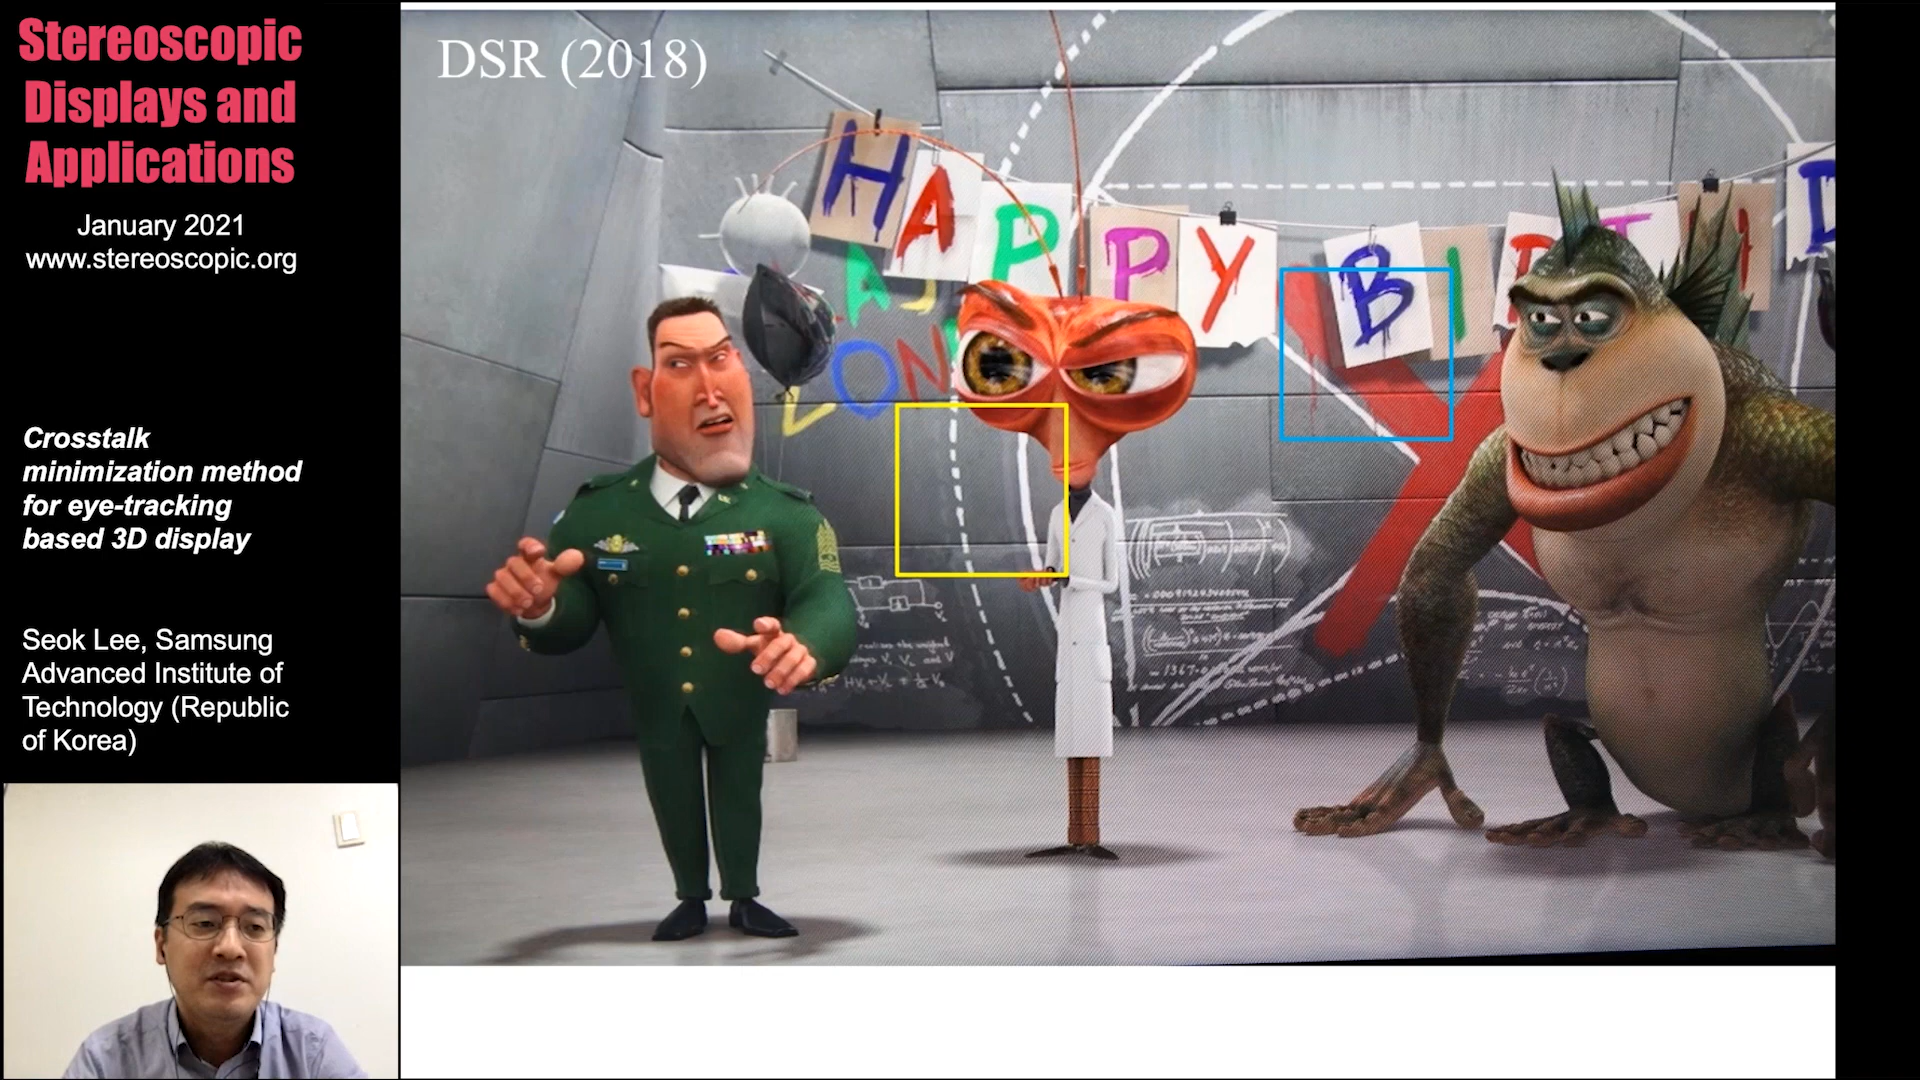 Stereoscopic
Displays and
Applications
January 2021
www.stereoscopic.org
Crosstalk
minimization method
for eye-tracking
based 3D display
Seok Lee, Samsung
Advanced Institute of
Technology (Republic
of Korea)
DSR (2018)
HAPPY BI